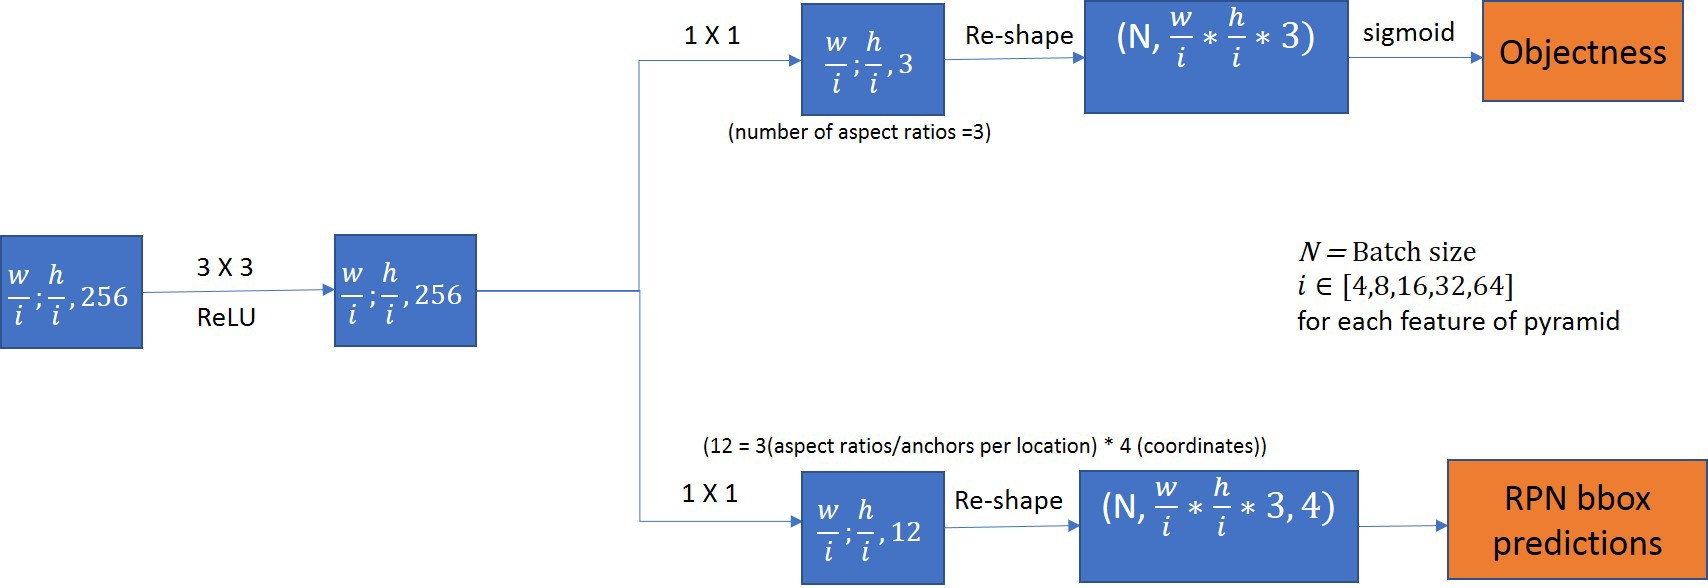 w/i ; h/i , 256
3 X 3
ReLU
w/i ; h/i , 256
1 X 1
w/i ; h/i , 3
(number of aspect ratios =3)
Re-shape
(N, w/i * h/i * 3)
sigmoid
Objectness
N = Batch size
i ∈ [4,8,16,32,64]
for each feature of pyramid
(12 = 3(aspect ratios/anchors per location) * 4 (coordinates))
1 X 1
w/i ; h/i , 12
Re-shape
(N, w/i * h/i * 3, 4)
RPN bbox
predictions